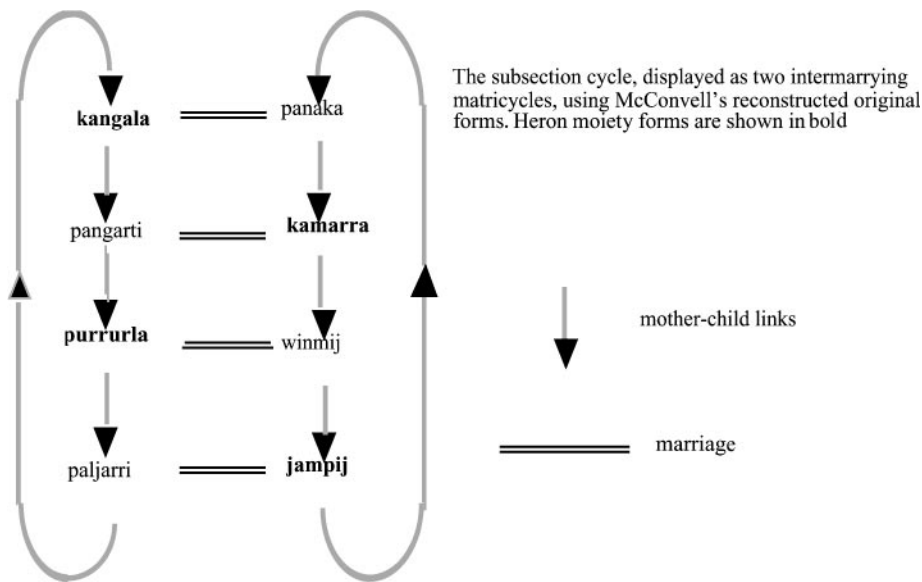 The subsection cycle, displayed as two intermarrying
matricycles, using McConvell's reconstructed original
forms. Heron moiety forms are shown in bold
kangala
panaka
pangarti
kamarra
purrurla
winmij
paljarri
jampij
mother-child links
marriage